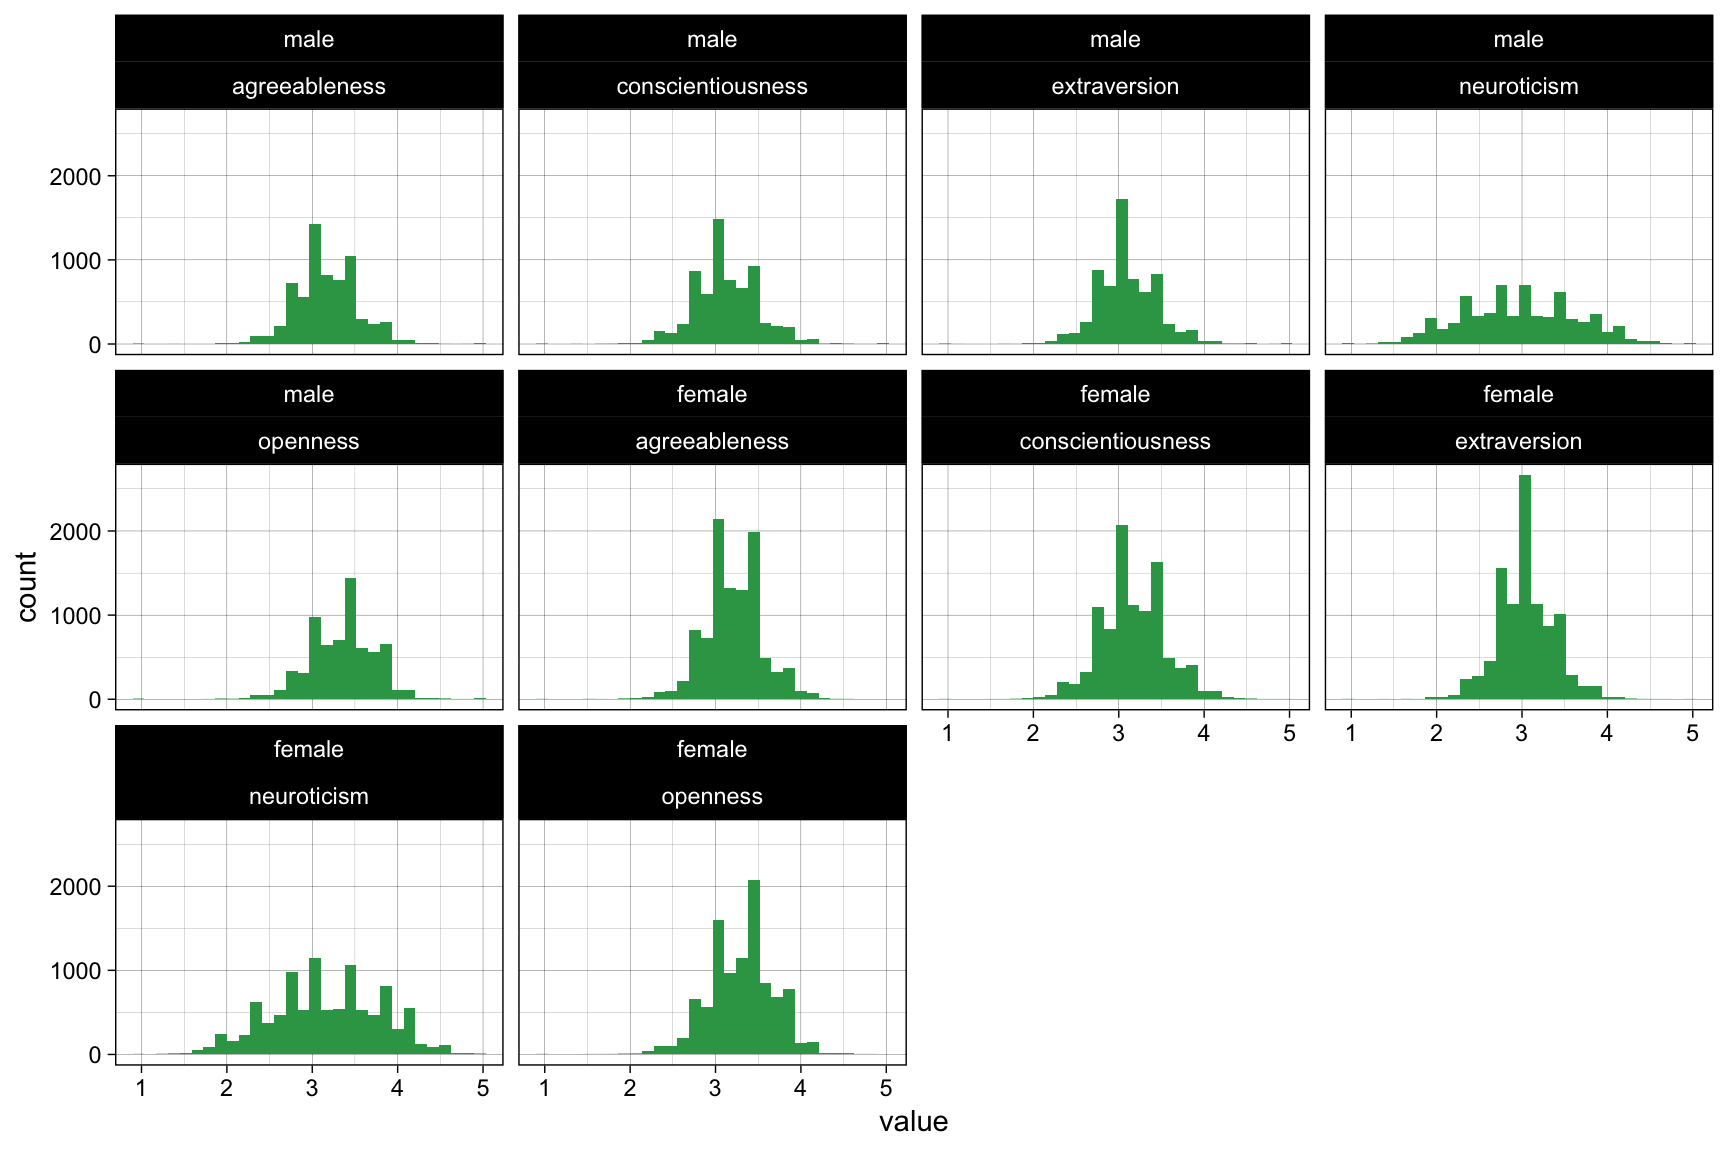 male
agreeableness
male
conscientiousness
male
extraversion
male
neuroticism
2000
1000
0
male
openness
female
agreeableness
female
conscientiousness
female
extraversion
2000
1000
0
1 2 3 4 5
1 2 3 4 5
female
neuroticism
female
openness
2000
1000
0
1 2 3 4 5
1 2 3 4 5
count
value